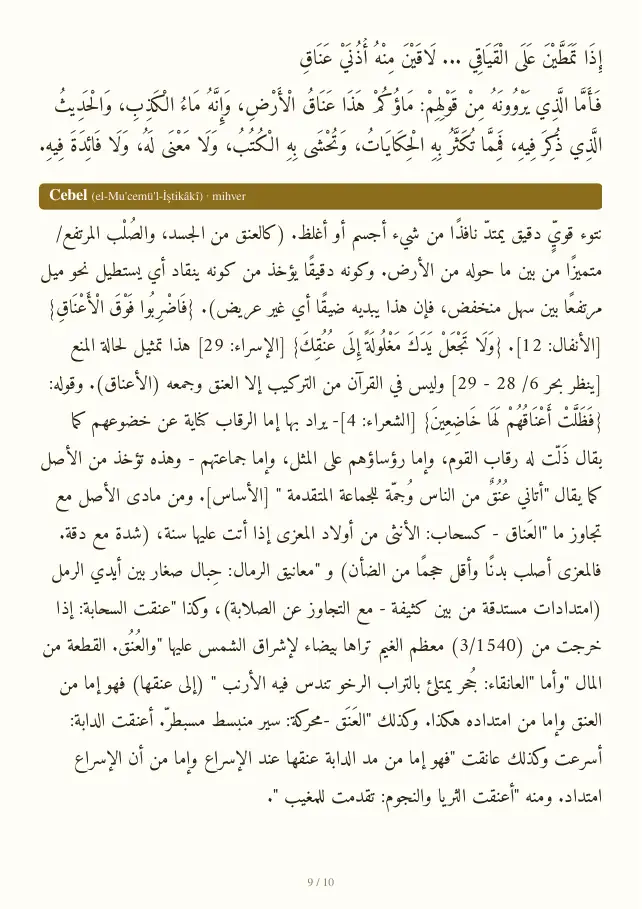 إِذَا تَمَطَّيْنَ عَلَى الْقَيَاقِي ... لَاقَيْنَ مِنْهُ أُذُنَيْ عَنَاقِ
فَأَمَّا الَّذِي يَرْوُونَهُ مِنْ قَوْلِهِمْ: مَاؤُكُمْ هَذَا عَنَاقُ الْأَرْضِ، وَإِنَّهُ مَاءُ الْكَذِبِ، وَالْحَدِيثُ
الَّذِي ذُكِرَ فِيهِ، فَمِمَّا تُكَثَّرُ بِهِ الْحِكَايَاتُ، وَتُحْشَى بِهِ الْكُتُبُ، وَلَا مَعْنَى لَهُ، وَلَا فَائِدَةَ فِيهِ.
Cebel (el-Mu'cemü'l-İştikâkî) · mihver
نتوء قويّ دقيق يمتدّ نافذًا من شيء أجسم أو أغلظ. (كالعنق من الجسد، والصُلْب المرتفع/
متميزًا من بين ما حوله من الأرض. وكونه دقيقًا يؤخذ من كونه ينقاد أي يستطيل نحو ميل
مرتفعًا بين سهل منخفض، فإن هذا يبديه ضيقًا أي غير عريض). {فَاضْرِبُوا فَوْقَ الْأَعْنَاقِ}
[الأنفال: 12]. {وَلَا تَجْعَلْ يَدَكَ مَغْلُولَةً إِلَى عُنُقِكَ} [الإسراء: 29] هذا تمثيل لحالة المنع
[ينظر بحر 6/ 28 - 29] وليس في القرآن من التركيب إلا العنق وجمعه (الأعناق). وقوله:
{فَظَلَّتْ أَعْنَاقُهُمْ لَهَا خَاضِعِينَ} [الشعراء: 4]- يراد بها إما الرقاب كناية عن خضوعهم كما
يقال ذَلّت له رقاب القوم، وإما رؤساؤهم على المثل، وإما جماعتهم - وهذه تؤخذ من الأصل
كما يقال "أتاني عُنُقٌ من الناس وُجمّة للجماعة المتقدمة " [الأساس]. ومن مادى الأصل مع
تجاوز ما "العَناق - كسحاب: الأنثى من أولاد المعزى إذا أتت عليها سنة، (شدة مع دقة.
فالمعزى أصلب بدنًا وأقل حجمًا من الضأن) و "معانيق الرمال: حِبال صغار بين أيدي الرمل
(امتدادات مستدقة من بين كثيفة - مع التجاوز عن الصلابة)، وكذا "عنقت السحابة: إذا
خرجت من (3/1540) معظم الغيم تراها بيضاء لإشراق الشمس عليها "والعُنُق. القطعة من
المال "وأما "العانقاء: جُحر يمتلئ بالتراب الرخو تندس فيه الأرنب " (إلى عنقها) فهو إما من
العنق وإما من امتداده هكذا. وكذلك "العَنَق -محركة: سير منبسط مسبطرّ. أعنقت الدابة:
أسرعت وكذلك عانقت "فهو إما من مد الدابة عنقها عند الإسراع وإما من أن الإسراع
امتداد. ومنه "أعنقت الثريا والنجوم: تقدمت للمغيب ".
9 / 10